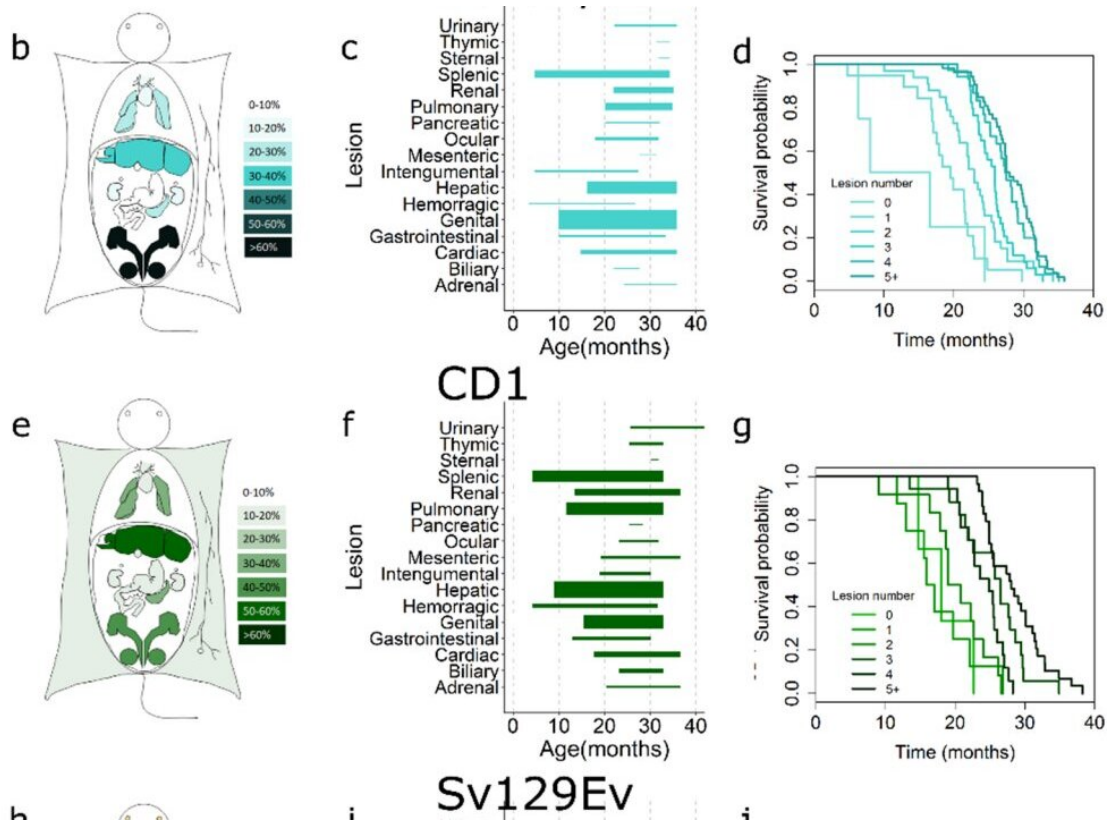 b
0-10%
10-20%
20-30%
30-40%
40-50%
50-60%
>60%
c
Lesion
Urinary
Thymic
Sternal
Splenic
Renal
Pulmonary
Pancreatic
Ocular
Mesenteric
Intengumental
Hepatic
Hemorragic
Genital
Gastrointestinal
Cardiac
Biliary
Adrenal
0 10 20 30 40
Age(months)
d
Survival probability
1.0
0.8
0.6
0.4
0.2
0.0
Lesion number
0
1
2
3
4
5+
0 10 20 30 40
Time (months)
CD1
e
0-10%
10-20%
20-30%
30-40%
40-50%
50-60%
>60%
f
Lesion
Urinary
Thymic
Sternal
Splenic
Renal
Pulmonary
Pancreatic
Ocular
Mesenteric
Intengumental
Hepatic
Hemorragic
Genital
Gastrointestinal
Cardiac
Biliary
Adrenal
0 10 20 30 40
Age(months)
g
Survival probability
1.0
0.8
0.6
0.4
0.2
0.0
Lesion number
0
1
2
3
4
5+
0 10 20 30 40
Time (months)
Sv129Ev